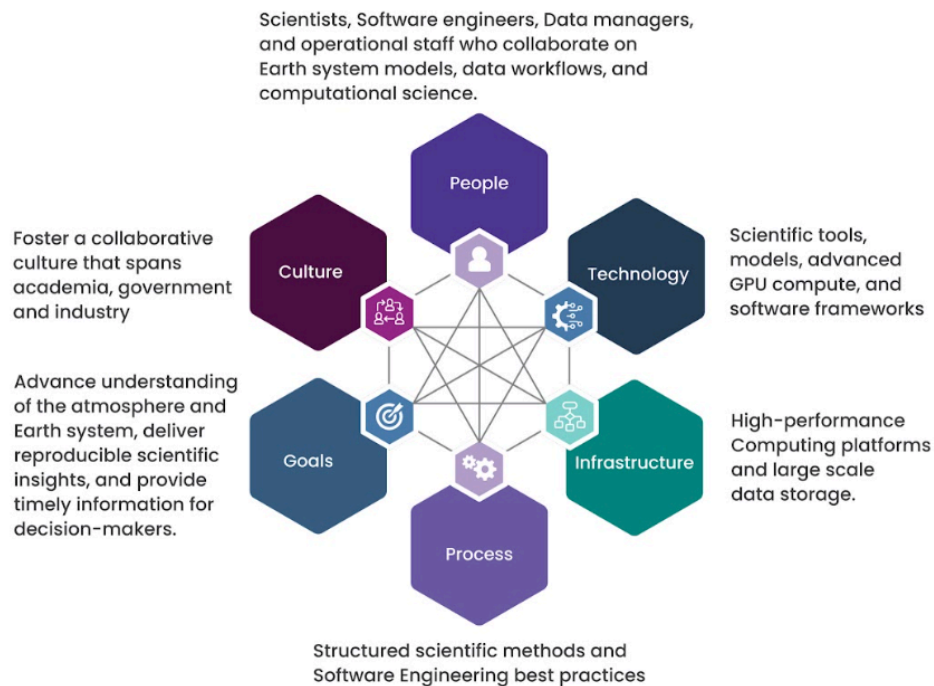 Scientists, Software engineers, Data managers,
and operational staff who collaborate on
Earth system models, data workflows, and
computational science.
People
Culture
Foster a collaborative
culture that spans
academia, government
and industry
Technology
Scientific tools,
models, advanced
GPU compute, and
software frameworks
Goals
Advance understanding
of the atmosphere and
Earth system, deliver
reproducible scientific
insights, and provide
timely information for
decision-makers.
Infrastructure
High-performance
Computing platforms
and large scale
data storage.
Process
Structured scientific methods and
Software Engineering best practices